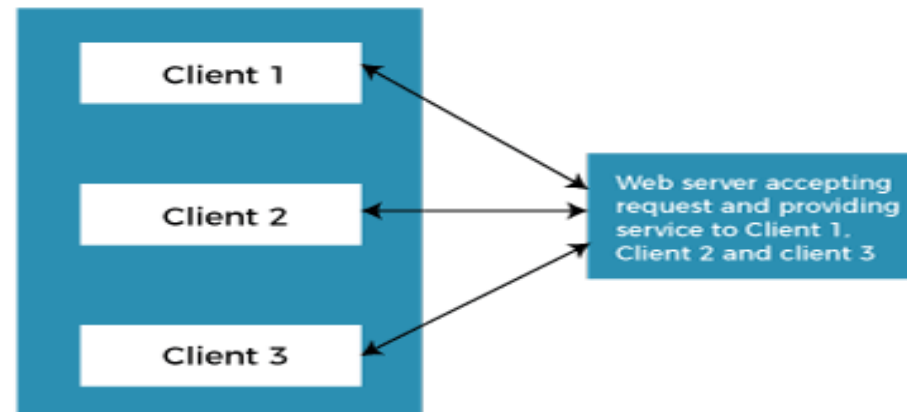 Client 1
Client 2
Client 3
Web server accepting
request and providing
service to Client 1.
Client 2 and client 3